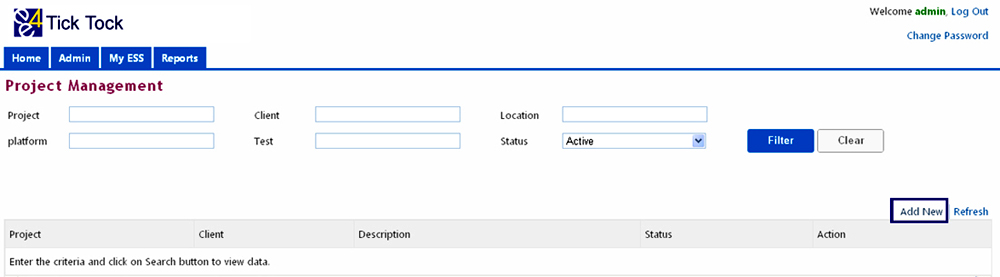 Welcome admin, Log Out
e4e Tick Tock
Change Password
Home Admin My ESS Reports
Project Management
Project Client Location
platform Test Status Active Filter Clear
Add New Refresh
Project Client Description Status Action
Enter the criteria and click on Search button to view data.